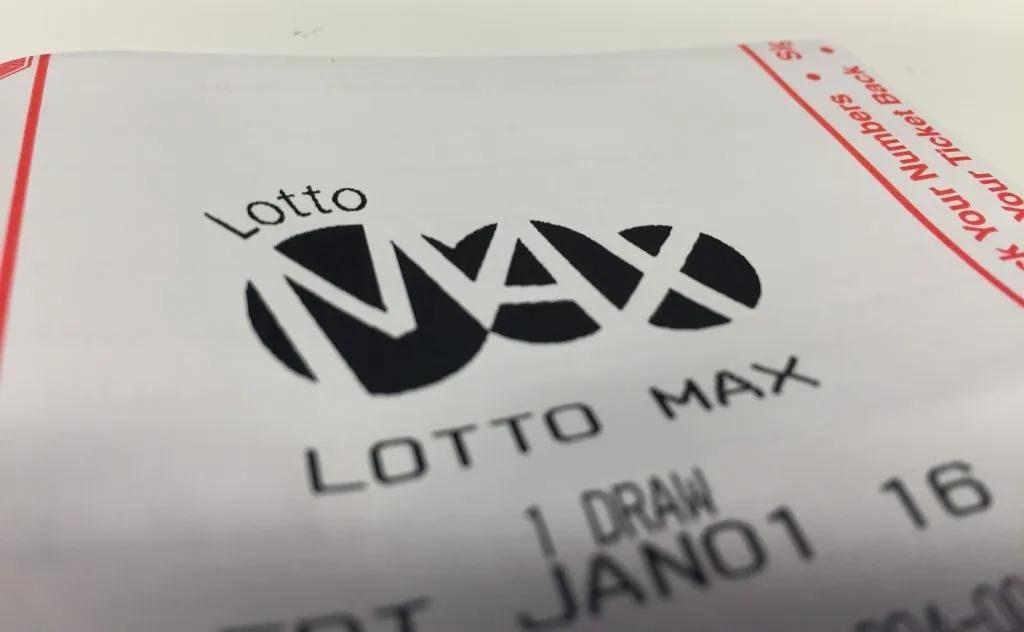 Lotto
MAX
LOTTO MAX
1 DRAW
JAN01 16
Your Numbers •
Your Ticket Back •